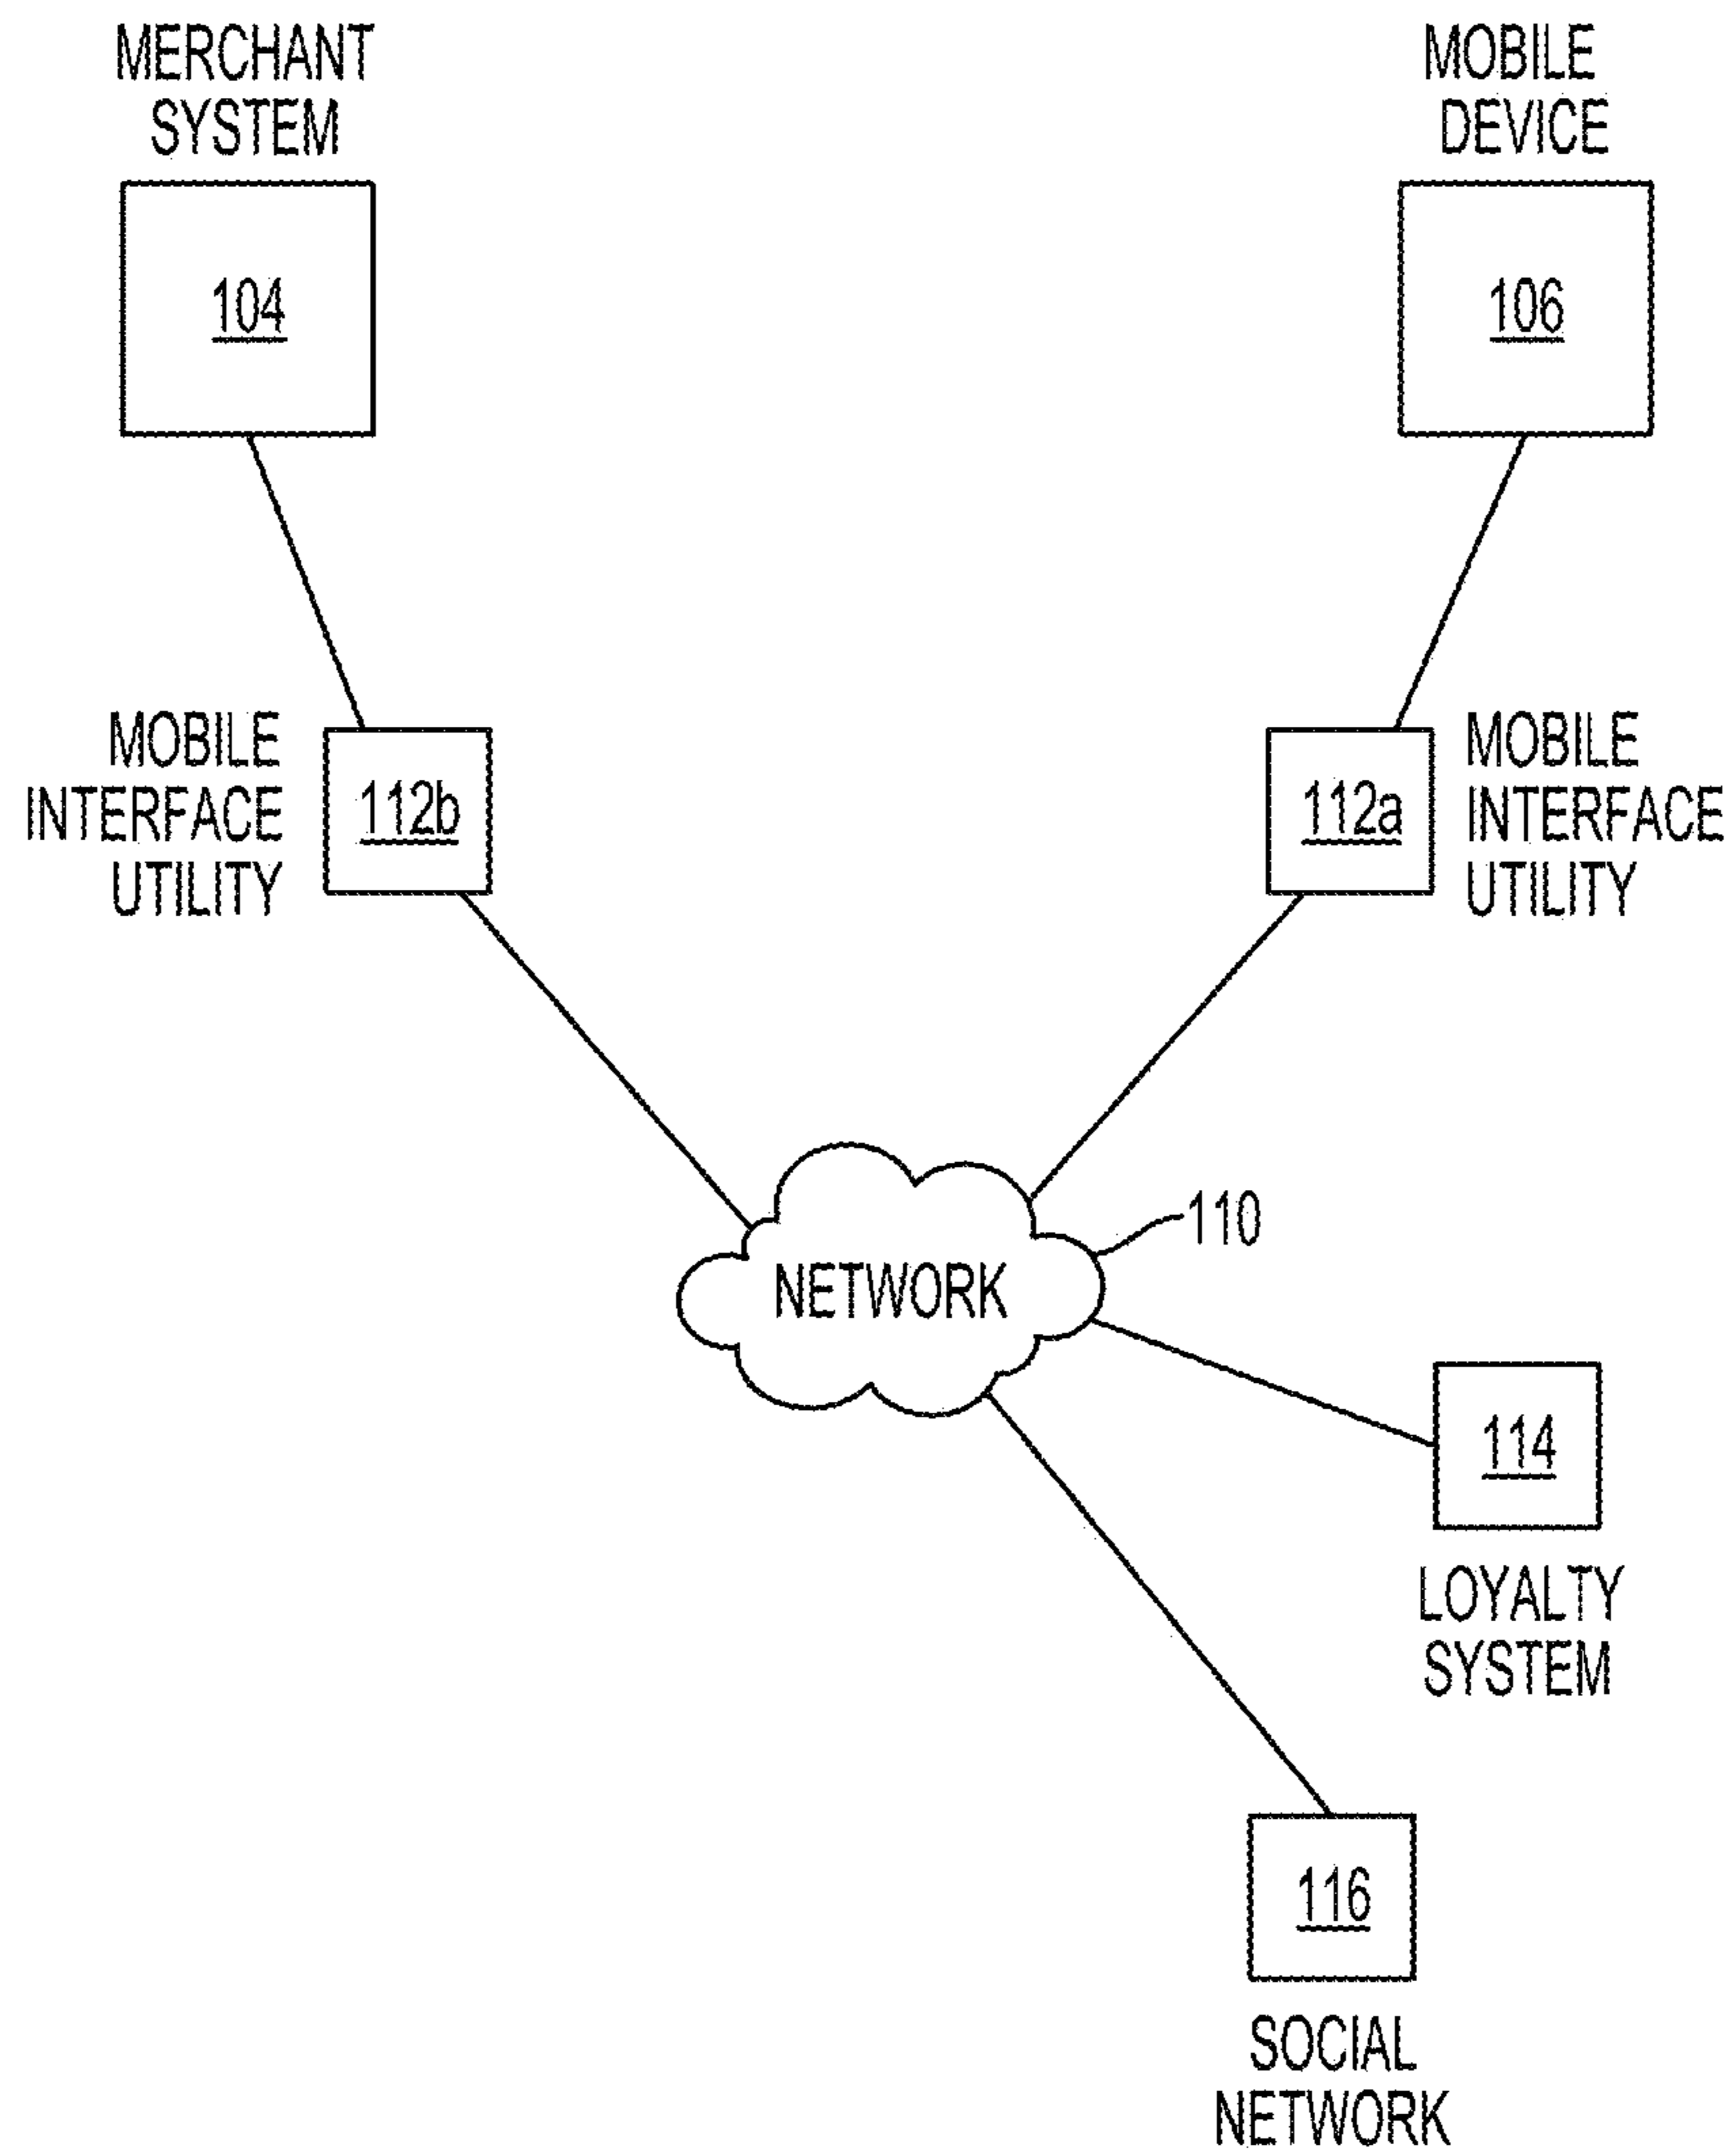 MERCHANT
SYSTEM
104
MOBILE
DEVICE
106
MOBILE
INTERFACE
UTILITY
112b
112a
MOBILE
INTERFACE
UTILITY
NETWORK
110
114
LOYALTY
SYSTEM
116
SOCIAL
NETWORK